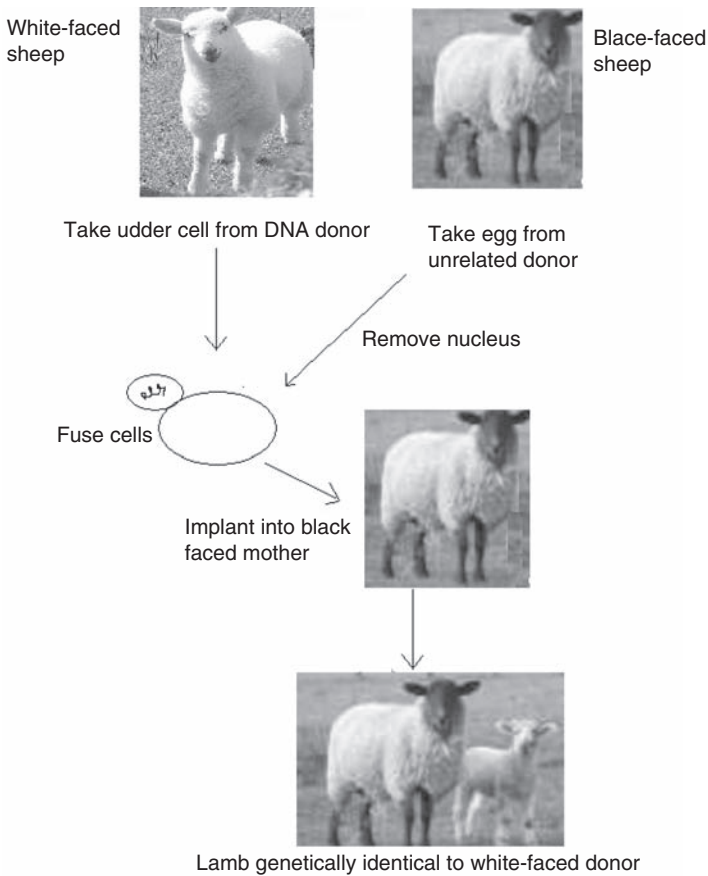 White-faced
sheep
Blace-faced
sheep
Take udder cell from DNA donor
Take egg from
unrelated donor
Remove nucleus
Fuse cells
Implant into black
faced mother
Lamb genetically identical to white-faced donor